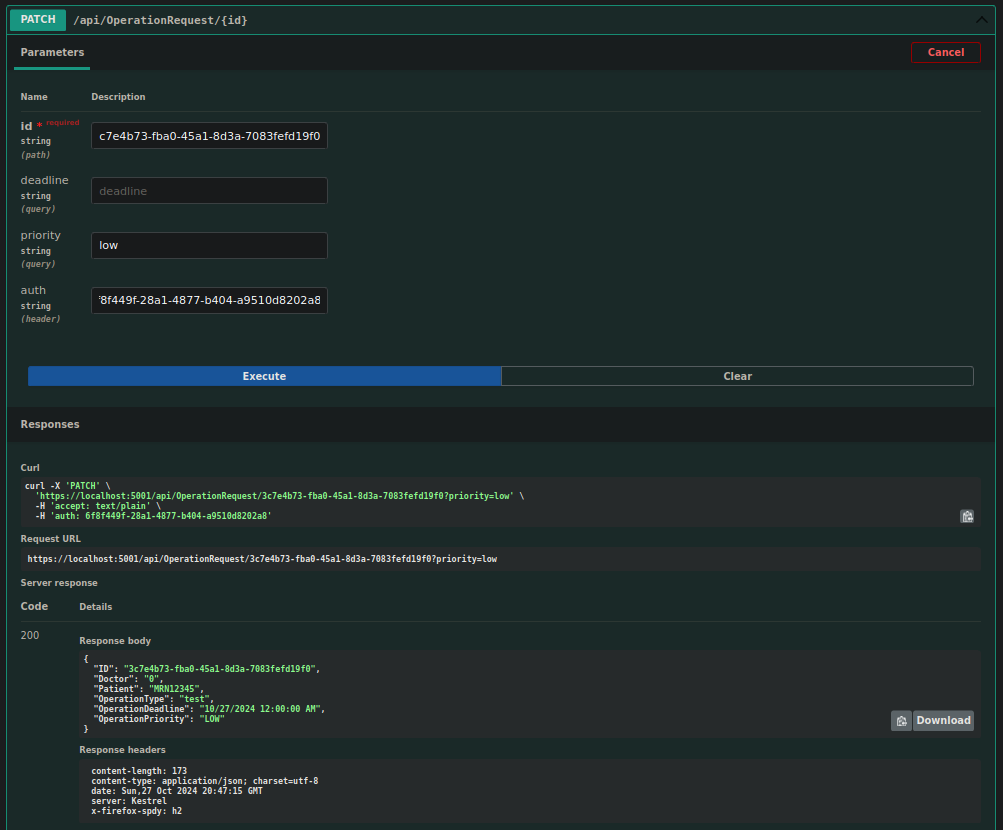 PATCH /api/OperationRequest/{id}
Parameters
Cancel
Name Description
id * required
string
(path)
c7e4b73-fba0-45a1-8d3a-7083fefd19f0
deadline
string
(query)
deadline
priority
string
(query)
low
auth
string
(header)
'8f449f-28a1-4877-b404-a9510d8202a8
Execute
Clear
Responses
Curl
curl -X 'PATCH' \
'https://localhost:5001/api/OperationRequest/3c7e4b73-fba0-45a1-8d3a-7083fefd19f0?priority=low' \
-H 'accept: text/plain' \
-H 'auth: 6f8f449f-28a1-4877-b404-a9510d8202a8'
Request URL
https://localhost:5001/api/OperationRequest/3c7e4b73-fba0-45a1-8d3a-7083fefd19f0?priority=low
Server response
Code Details
200
Response body
{
"ID": "3c7e4b73-fba0-45a1-8d3a-7083fefd19f0",
"Doctor": "0",
"Patient": "MRN12345",
"OperationType": "test",
"OperationDeadline": "10/27/2024 12:00:00 AM",
"OperationPriority": "LOW"
}
Download
Response headers
content-length: 173
content-type: application/json; charset=utf-8
date: Sun,27 Oct 2024 20:47:15 GMT
server: Kestrel
x-firefox-spdy: h2